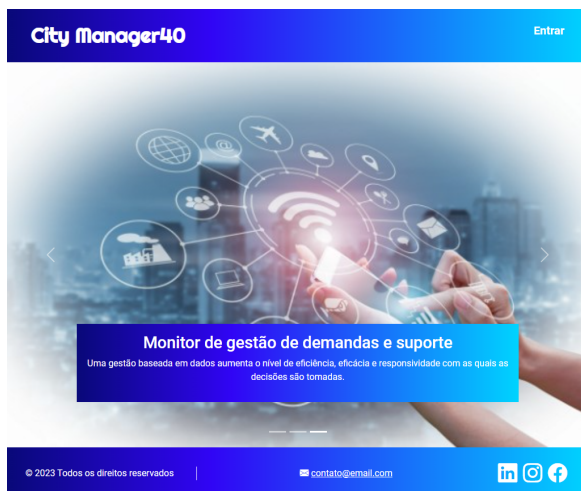 City Manager40
Entrar
Monitor de gestão de demandas e suporte
Uma gestão baseada em dados aumenta o nível de eficiência, eficácia e responsividade com as quais as
decisões são tomadas.
© 2023 Todos os direitos reservados
contato@email.com